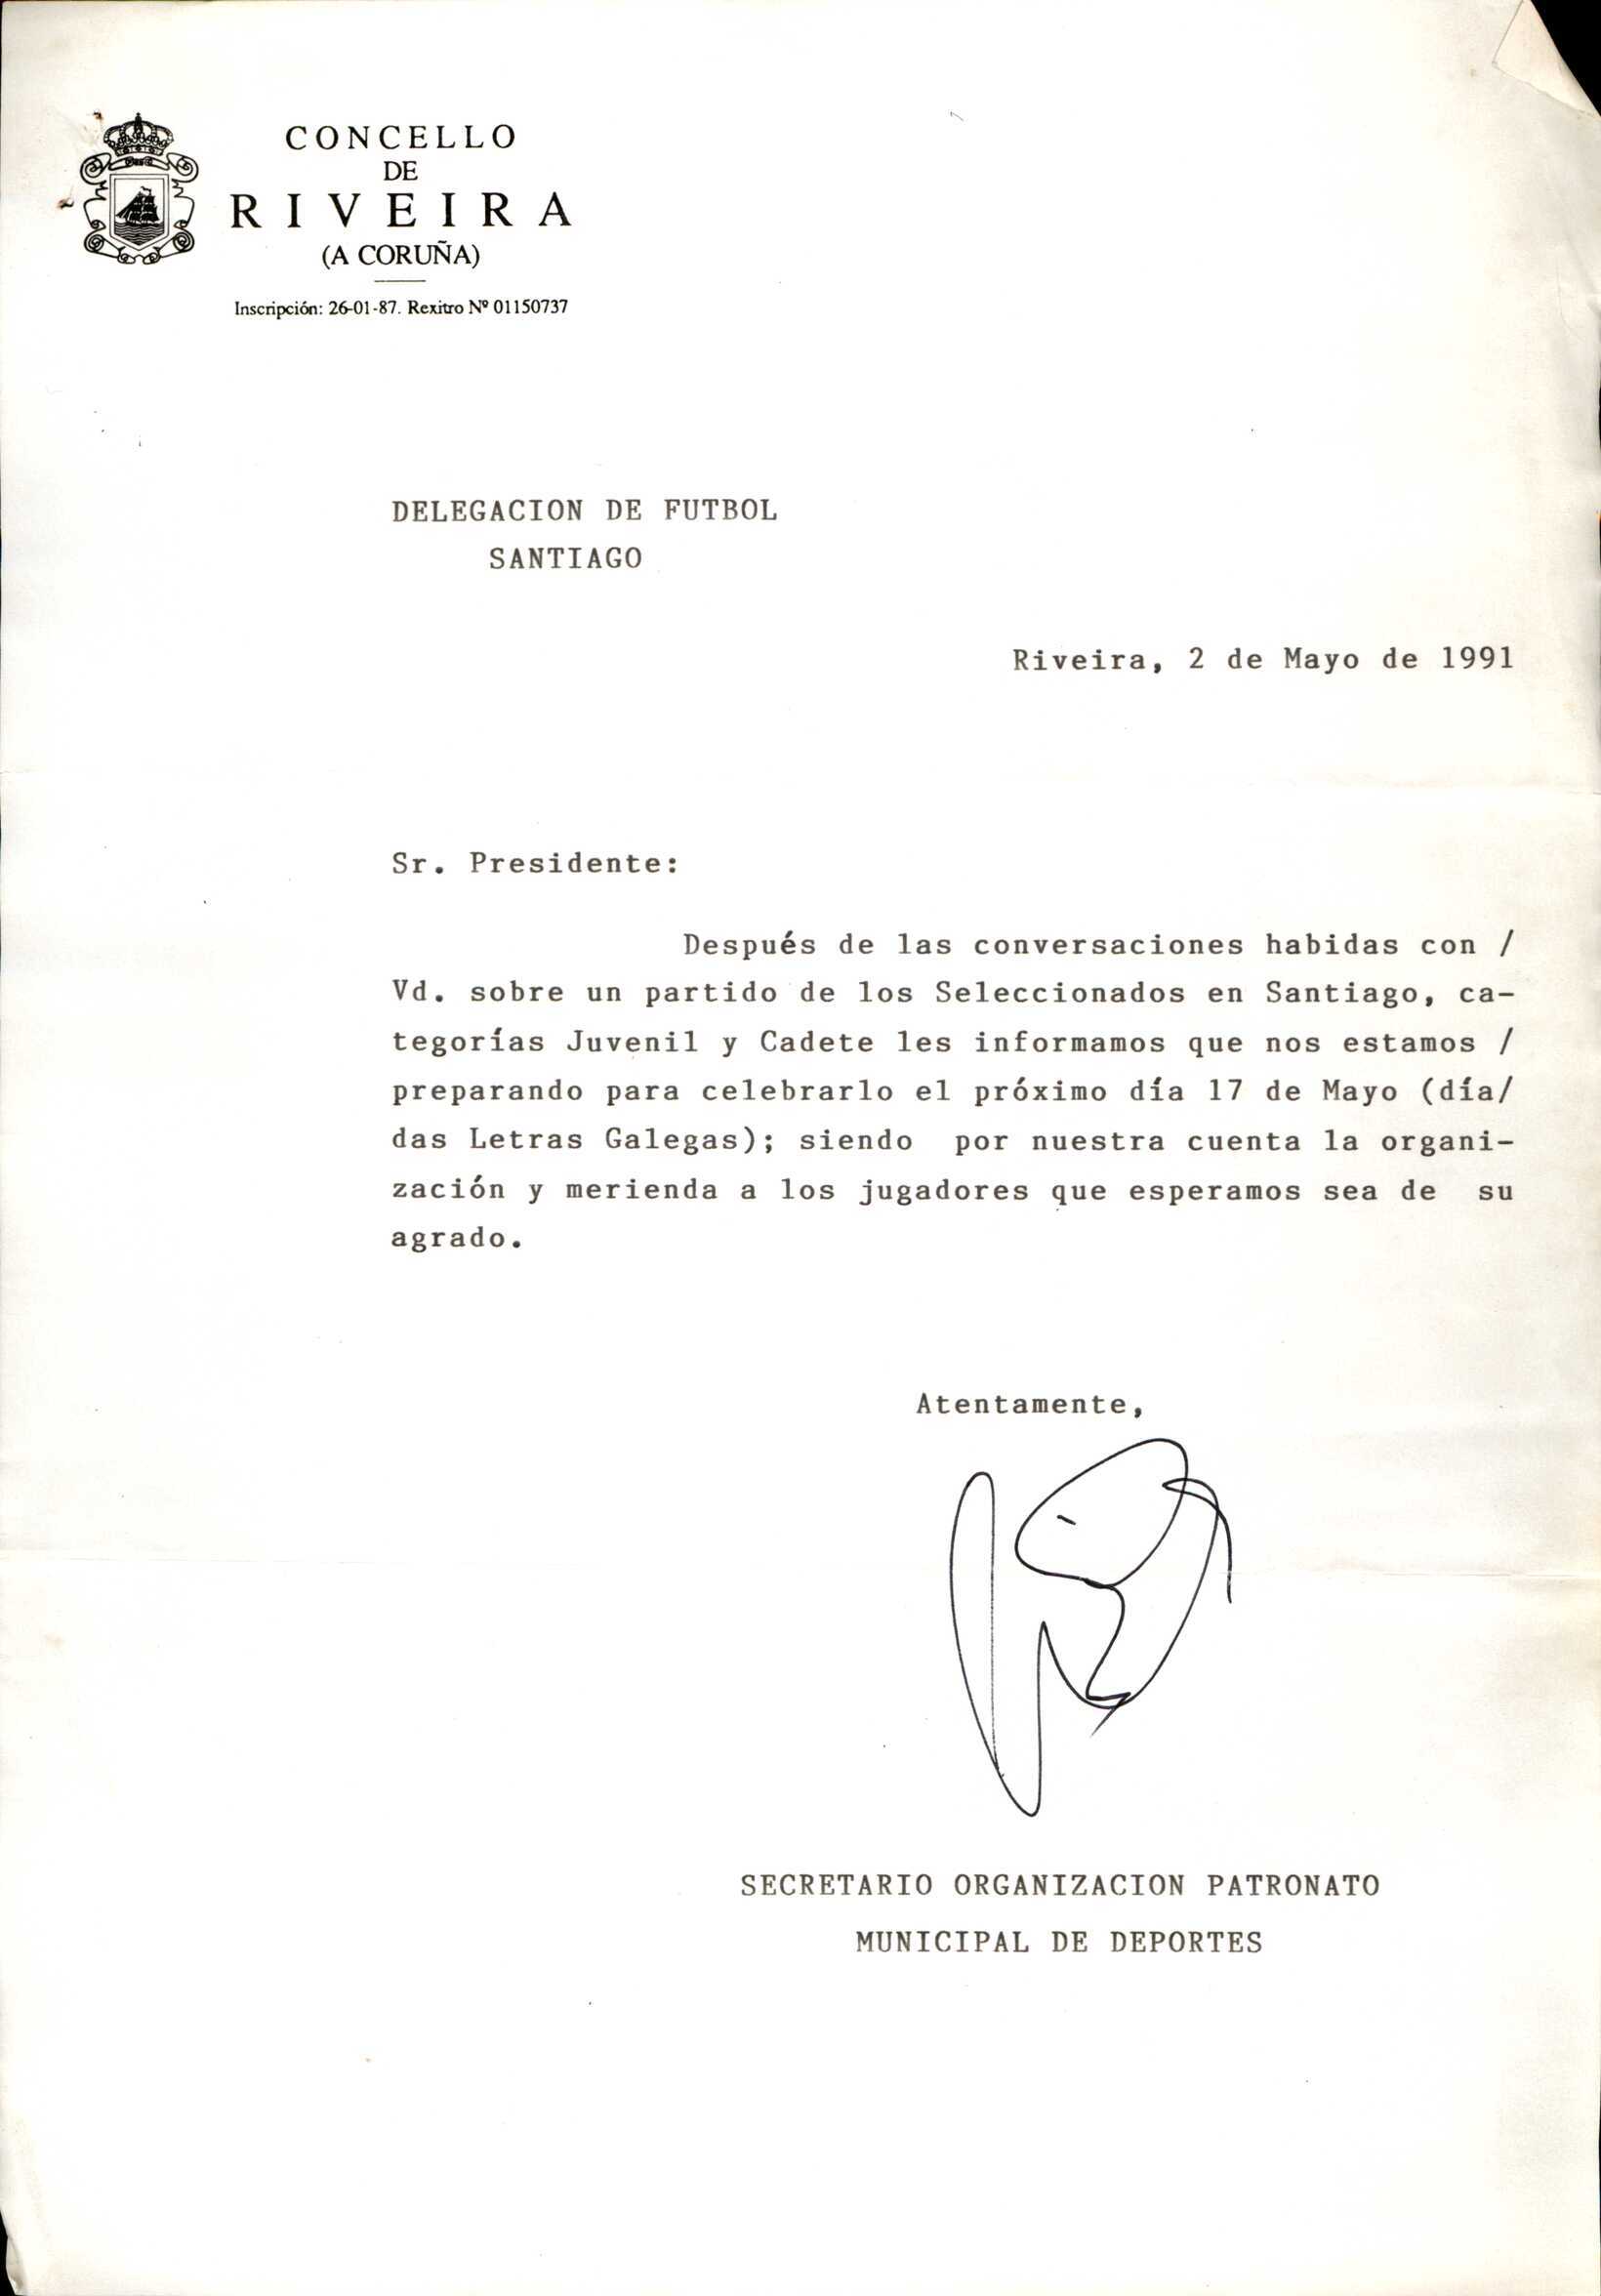 CONCELLO
DE
RIVEIRA
(A CORUÑA)
Inscripción: 26-01-87. Rexitro Nº 01150737
DELEGACION DE FUTBOL
SANTIAGO
Riveira, 2 de Mayo de 1991
Sr. Presidente:
Después de las conversaciones habidas con /
Vd. sobre un partido de los Seleccionados en Santiago, ca-
tegorías Juvenil y Cadete les informamos que nos estamos /
preparando para celebrarlo el próximo día 17 de Mayo (día/
das Letras Galegas); siendo por nuestra cuenta la organi-
zación y merienda a los jugadores que esperamos sea de su
agrado.
Atentamente,
SECRETARIO ORGANIZACION PATRONATO
MUNICIPAL DE DEPORTES